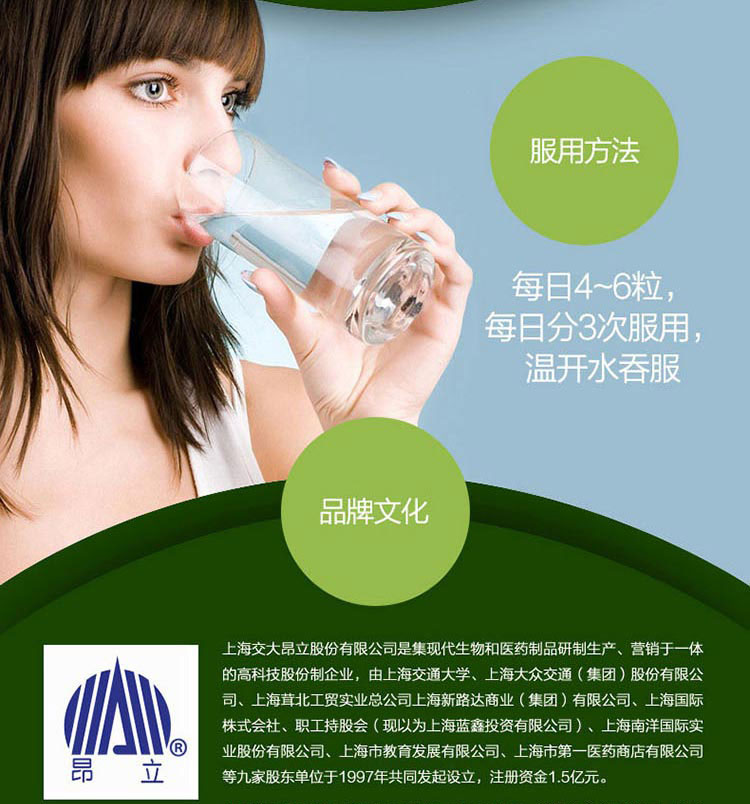 服用方法
每日4~6粒，
每日分3次服用，
温开水吞服
品牌文化
上海交大昂立股份有限公司是集现代生物和医药制品研制生产、营销于一体
的高科技股份制企业，由上海交通大学、上海大众交通（集团）股份有限公
司、上海茸北工贸实业总公司上海新路达商业（集团）有限公司、上海国际
株式会社、职工持股会（现以为上海蓝鑫投资有限公司）、上海南洋国际实
业股份有限公司、上海市教育发展有限公司、上海市第一医药商店有限公司
等九家股东单位于1997年共同发起设立，注册资金1.5亿元。
®
昂 立